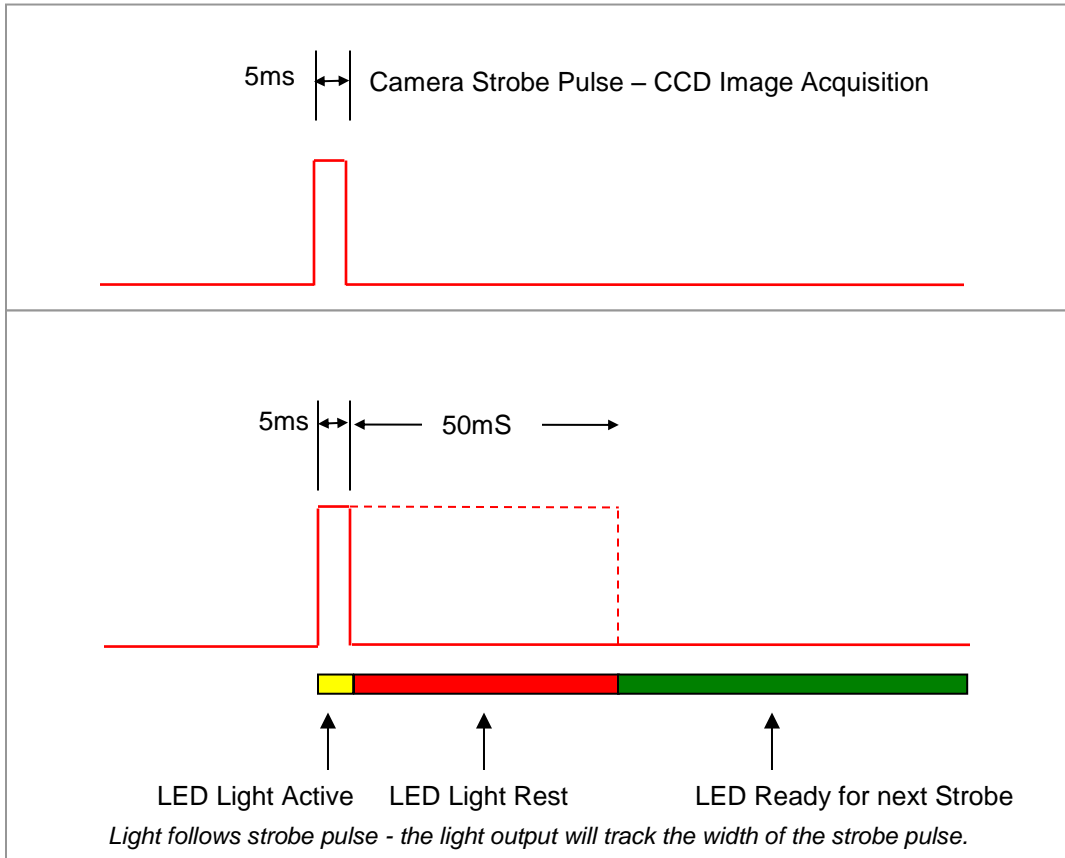 5ms Camera Strobe Pulse – CCD Image Acquisition
5ms 50mS
LED Light Active LED Light Rest LED Ready for next Strobe
Light follows strobe pulse - the light output will track the width of the strobe pulse.